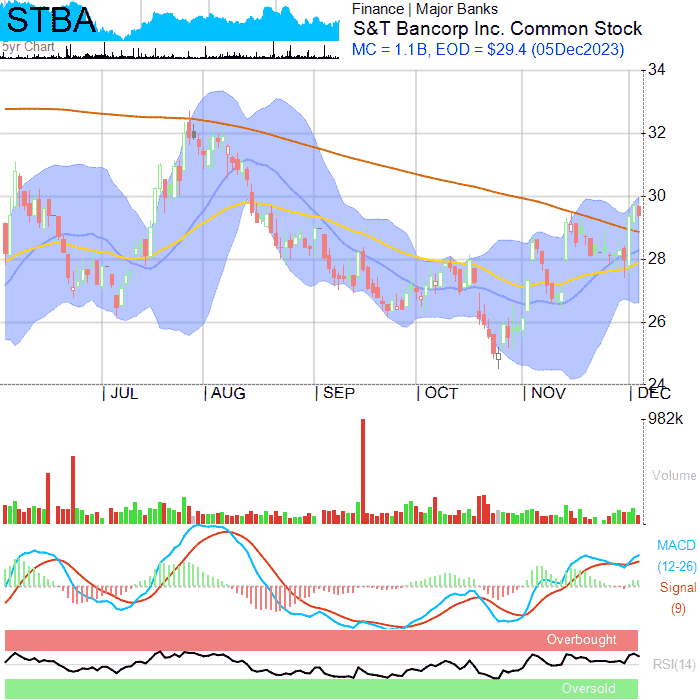 STBA
5yr Chart
Finance | Major Banks
S&T Bancorp Inc. Common Stock
MC = 1.1B, EOD = $29.4 (05Dec2023)
34
32
30
28
26
24
JUL AUG SEP OCT NOV DEC
982k
Volume
MACD
(12-26)
Signal
(9)
Overbought
RSI(14)
Oversold